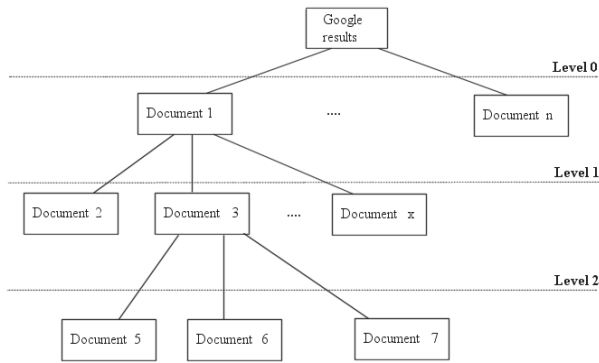 Google
results
Level 0
Document 1
....
Document n
Level 1
Document 2
Document 3
....
Document x
Level 2
Document 5
Document 6
Document 7